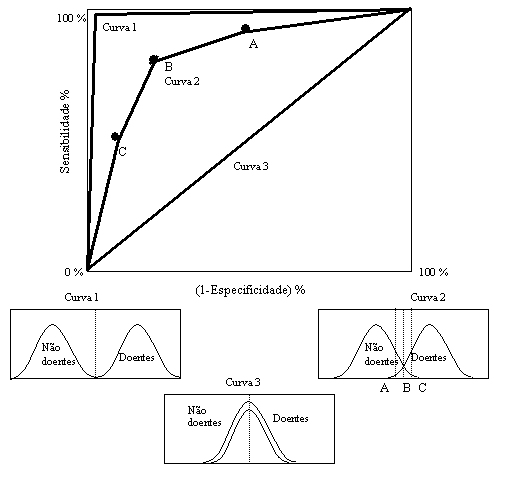 100 %
Curva 1
A
B
Curva 2
C
Sensibilidade %
Curva 3
0 %
100 %
(1-Especificidade) %
Curva 1
Não
doentes
Doentes
Curva 2
Não
doentes
Doentes
A B C
Curva 3
Não
doentes
Doentes